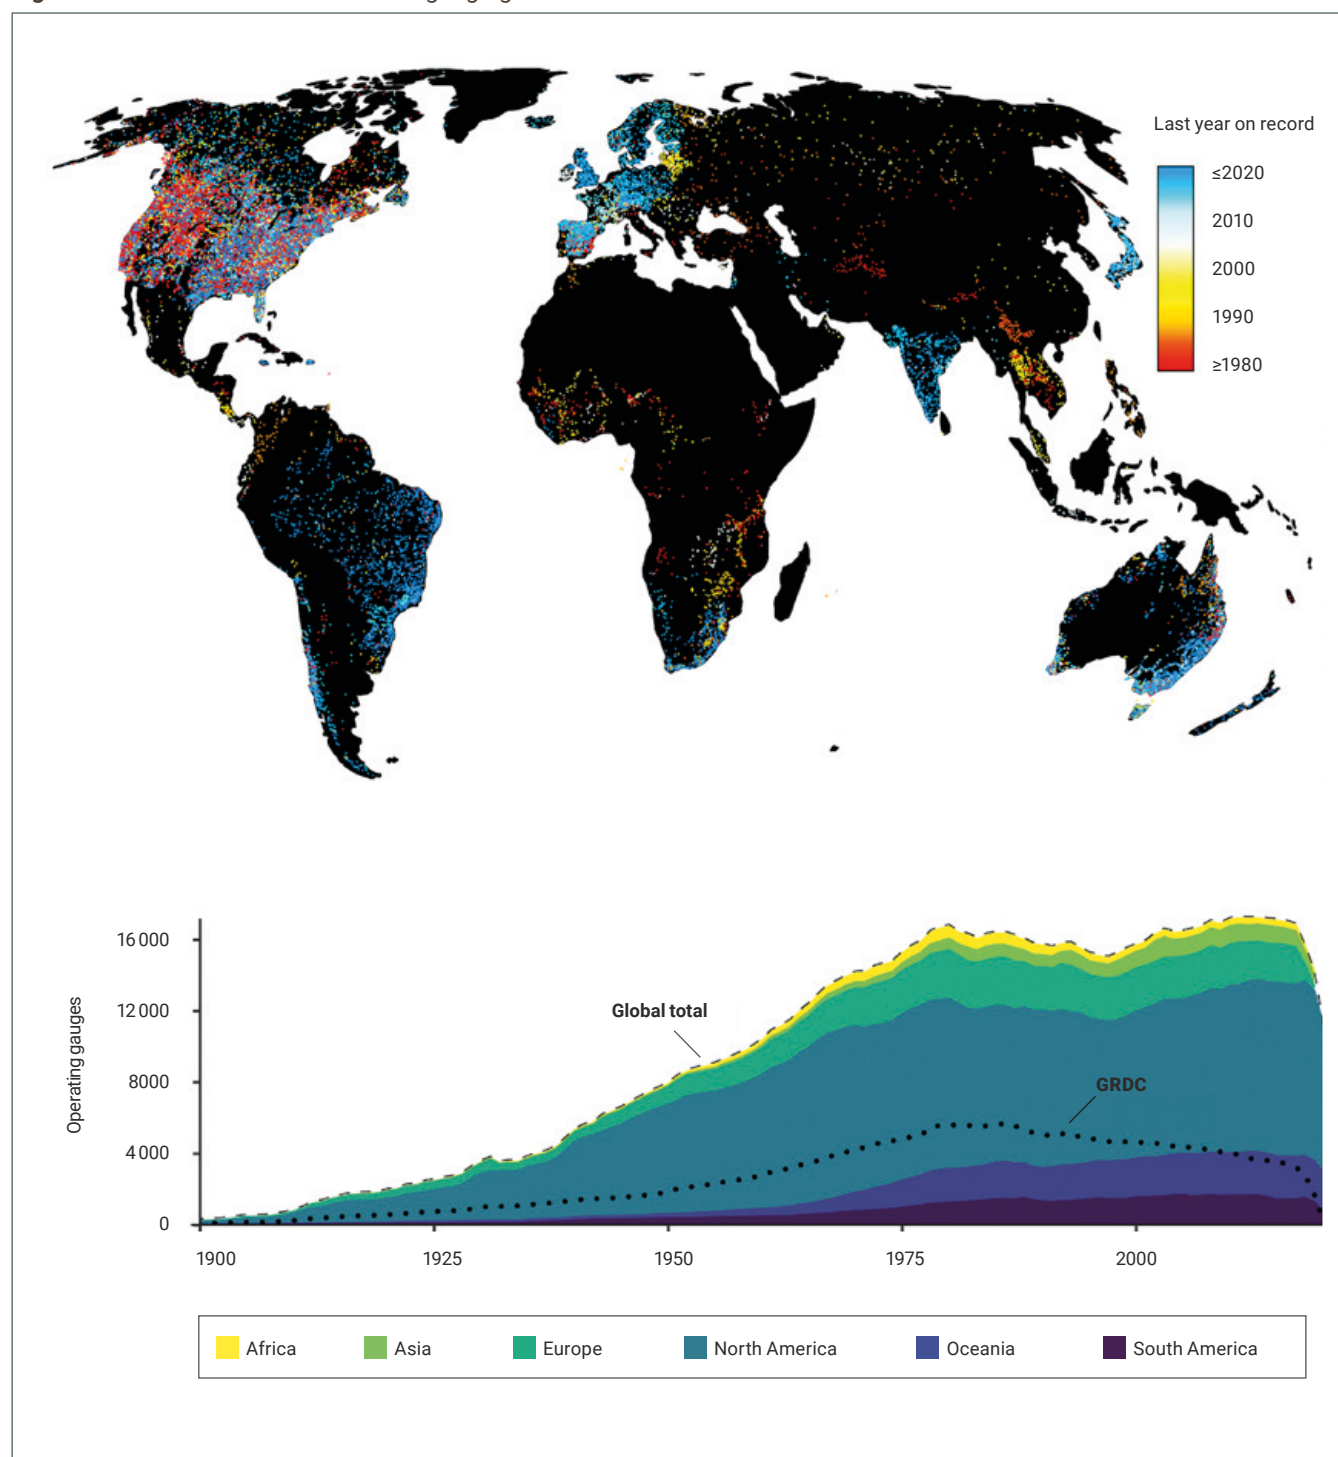 Last year on record
≤2020
2010
2000
1990
≥1980
Operating gauges
16 000
12 000
8000
4 000
0
Global total
GRDC
1900
1925
1950
1975
2000
Africa
Asia
Europe
North America
Oceania
South America